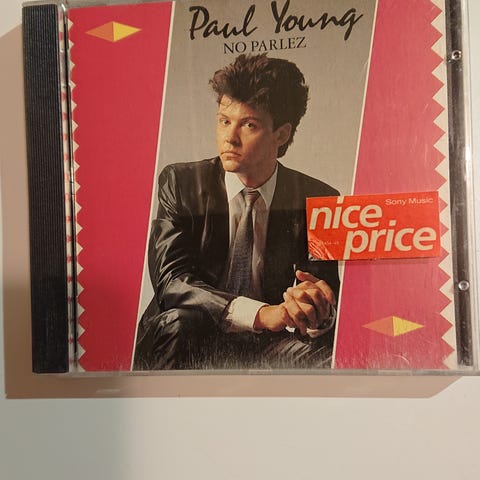 Paul Young
NO PARLEZ
Sony Music
nice
price